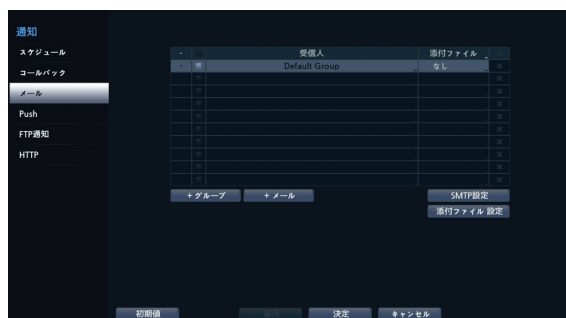 通知
スケジュール
コールバック
メール
Push
FTP通知
HTTP
- 受信人 添付ファイル
- Default Group なし
+ グループ + メール SMTP設定
添付ファイル 設定
初期値 決定 キャンセル